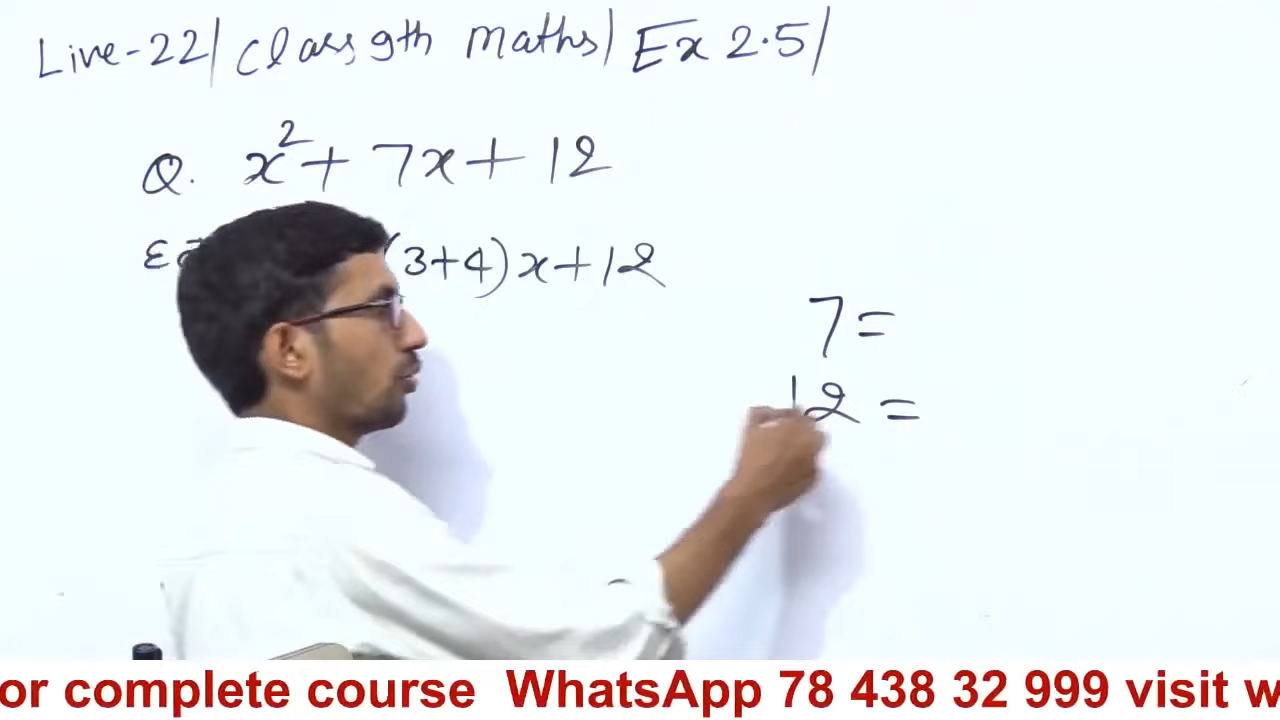 Live-22| Class 9th maths| Ex 2.5|
Q. x² + 7x + 12
(3+4)x+12
7=
12 =
or complete course WhatsApp 78 438 32 999 visit w